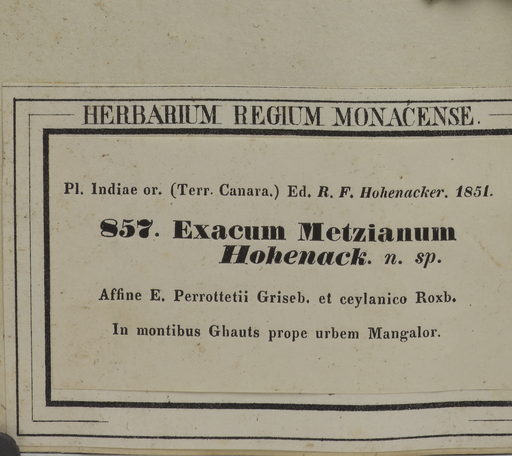 HERBARIUM REGIUM MONACENSE.
Pl. Indiae or. (Terr. Canara.) Ed. R. F. Hohenacker. 1851.
857. Exacum Metzianum
Hohenack. n. sp.
Affine E. Perrottetii Griseb. et ceylanico Roxb.
In montibus Ghauts prope urbem Mangalor.